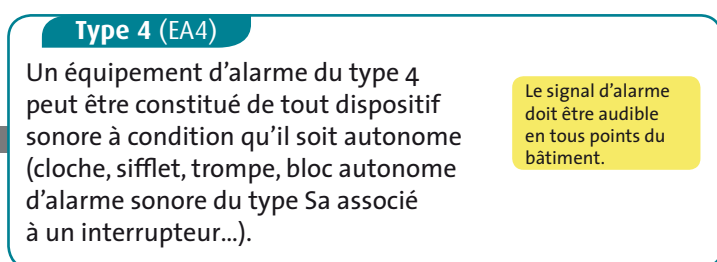 Type 4 (EA4)
Un équipement d'alarme du type 4
peut être constitué de tout dispositif
sonore à condition qu'il soit autonome
(cloche, sifflet, trompe, bloc autonome
d'alarme sonore du type Sa associé
à un interrupteur...).
Le signal d'alarme
doit être audible
en tous points du
bâtiment.